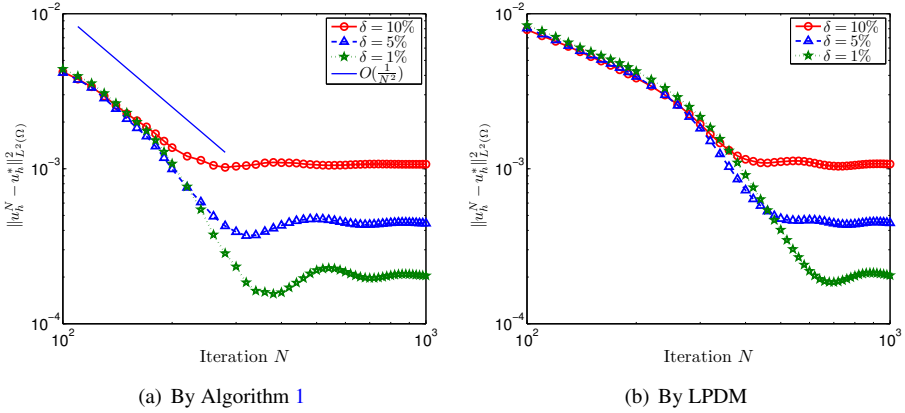 10^{-2}
10^{-3}
10^{-4}
||u_h^N − u_h^*||^2_{L^2(Ω)}
δ = 10%
δ = 5%
δ = 1%
O(\frac{1}{N^2})
10^2
10^3
Iteration N
(a) By Algorithm 1
10^{-2}
10^{-3}
10^{-4}
||u_h^N − u_h^*||^2_{L^2(Ω)}
δ = 10%
δ = 5%
δ = 1%
10^2
10^3
Iteration N
(b) By LPDM